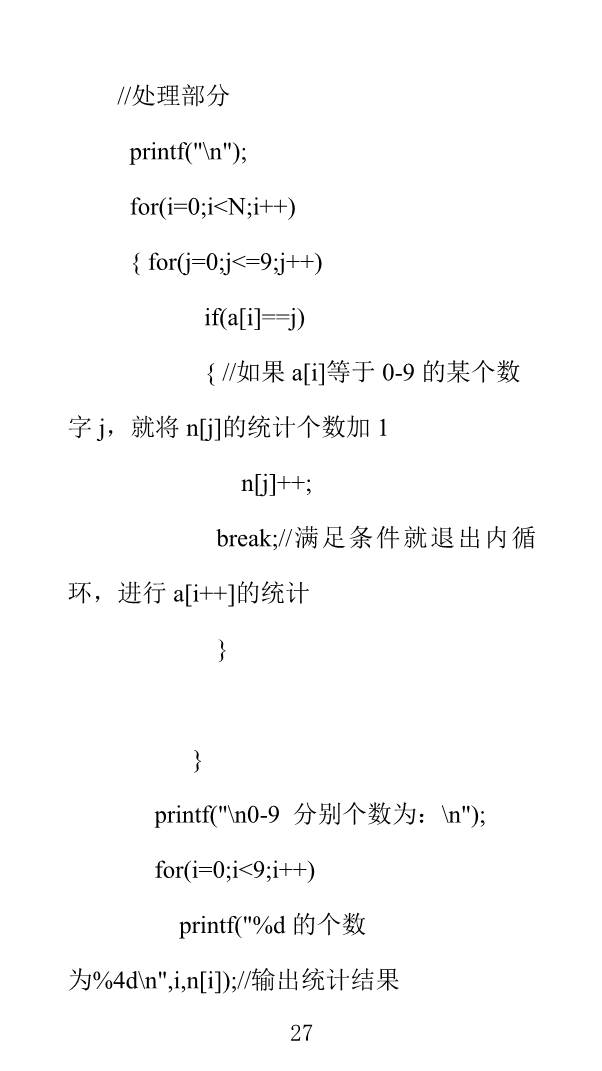 //处理部分
printf("\n");
for(i=0;i<N;i++)
{ for(j=0;j<=9;j++)
if(a[i]==j)
{ //如果 a[i]等于 0-9 的某个数
字 j，就将 n[j]的统计个数加 1
n[j]++;
break;//满足条件就退出内循
环，进行 a[i++]的统计
}
}
printf("\n0-9 分别个数为：\n");
for(i=0;i<9;i++)
printf("%d 的个数
为%4d\n",i,n[i]);//输出统计结果
27